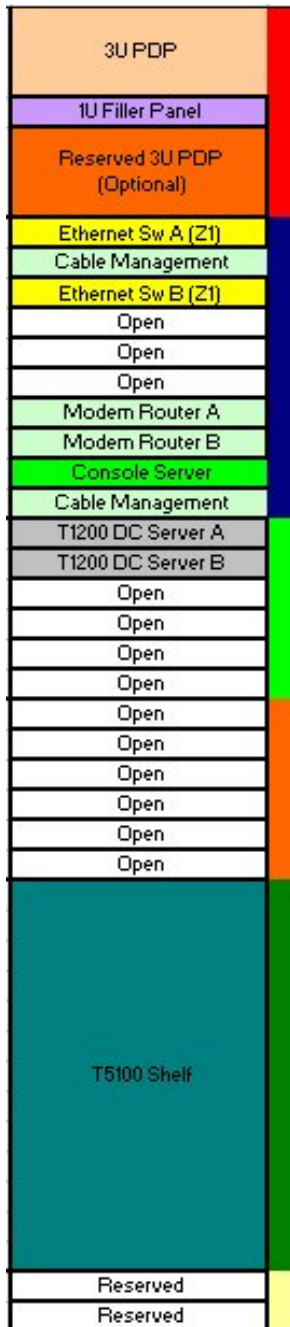 3U PDP
1U Filler Panel
Reserved 3U PDP
(Optional)
Ethernet Sw A (Z1)
Cable Management
Ethernet Sw B (Z1)
Open
Open
Open
Modem Router A
Modem Router B
Console Server
Cable Management
T1200 DC Server A
T1200 DC Server B
Open
Open
Open
Open
Open
Open
Open
Open
Open
Open
T5100 Shelf
Reserved
Reserved